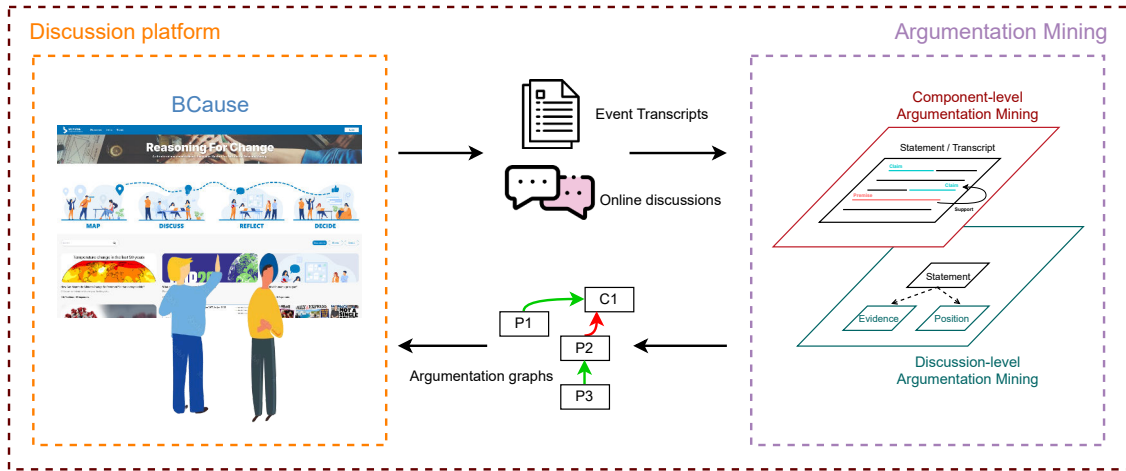 Discussion platform
BCause
Reasoning For Change
MAP
DISCUSS
REFLECT
DECIDE
Temperature change in the last 50 years
Event Transcripts
Online discussions
C1
P1
P2
P3
Argumentation graphs
Argumentation Mining
Component-level
Argumentation Mining
Statement / Transcript
Claim
Claim
Premise
Support
Statement
Evidence
Position
Discussion-level
Argumentation Mining